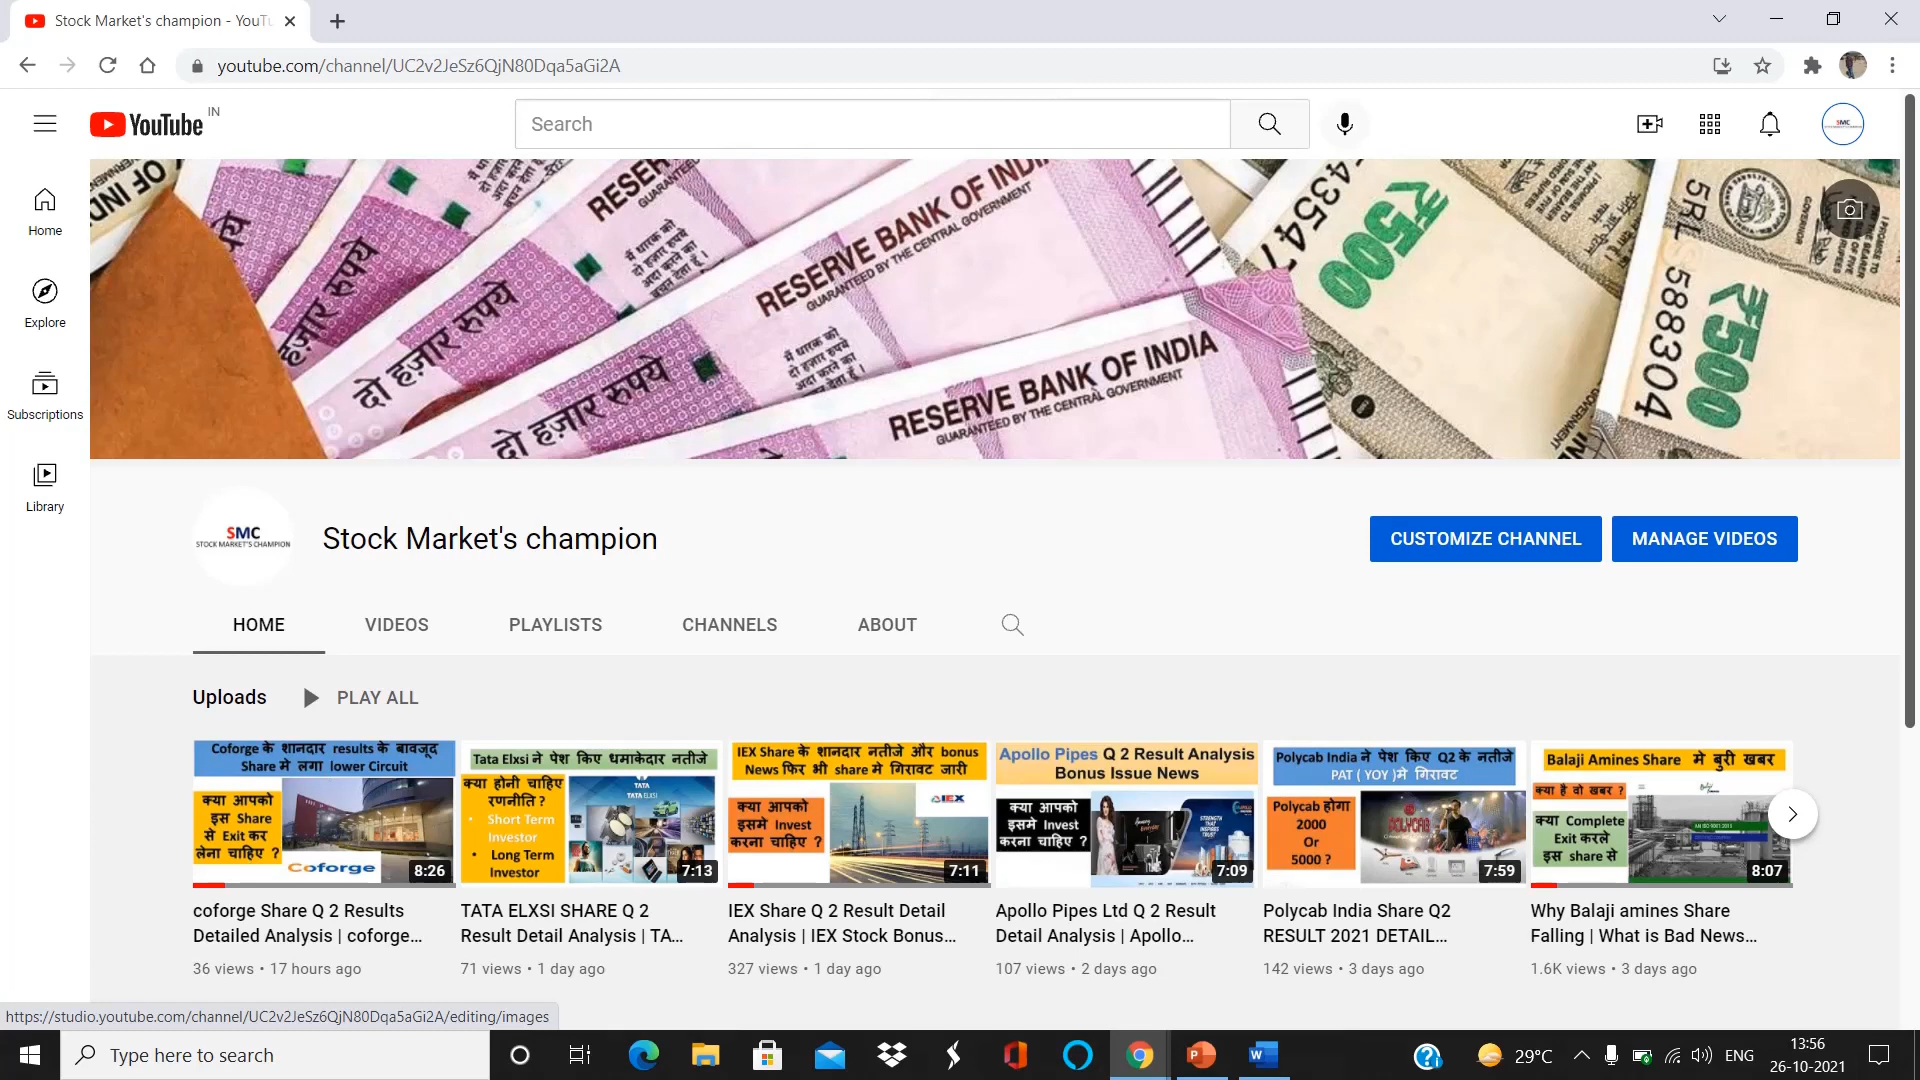 Stock Market's champion - YouTu
youtube.com/channel/UC2v2JeSz6QjN80Dqa5aGi2A
YouTube IN
Search
SMC
Home
Explore
Subscriptions
Library
दो हज़ार रुपये
RESERVE BANK OF INDIA
GUARANTEED BY THE CENTRAL GOVERNMENT
दो हज़ार रुपये
RESERVE BANK OF INDIA
GUARANTEED BY THE CENTRAL GOVERNMENT
₹500
5RL 588304
₹500
SMC
STOCK MARKET'S CHAMPION
Stock Market's champion
CUSTOMIZE CHANNEL
MANAGE VIDEOS
HOME
VIDEOS
PLAYLISTS
CHANNELS
ABOUT
Uploads
PLAY ALL
Coforge के शानदार results के बावजूद
Share मे लगा lower Circuit
क्या आपको
इस Share
से Exit कर
लेना चाहिए ?
Coforge
8:26
coforge Share Q 2 Results
Detailed Analysis | coforge...
36 views • 17 hours ago
Tata Elxsi ने पेश किए धमाकेदार नतीजे
क्या होनी चाहिए
रणनीति ?
• Short Term
Investor
• Long Term
Investor
TATA
TATA ELXSI
7:13
TATA ELXSI SHARE Q 2
Result Detail Analysis | TA...
71 views • 1 day ago
IEX Share के शानदार नतीजे और bonus
News फिर भी share मे गिरावट जारी
क्या आपको
इसमे Invest
करना चाहिए ?
IEX
7:11
IEX Share Q 2 Result Detail
Analysis | IEX Stock Bonus...
327 views • 1 day ago
Apollo Pipes Q 2 Result Analysis
Bonus Issue News
क्या आपको
इसमे Invest
करना चाहिए ?
STRENGTH
THAT
INSPIRES
TRUST
7:09
Apollo Pipes Ltd Q 2 Result
Detail Analysis | Apollo...
107 views • 2 days ago
Polycab India ने पेश किए Q2 के नतीजे
PAT ( YOY )मे गिरावट
Polycab होगा
2000
Or
5000 ?
POLYCAB
7:59
Polycab India Share Q2
RESULT 2021 DETAIL...
142 views • 3 days ago
Balaji Amines Share मे बुरी खबर
क्या है वो खबर ?
क्या Complete
Exit करले
इस share से
8:07
Why Balaji amines Share
Falling | What is Bad News...
1.6K views • 3 days ago
https://studio.youtube.com/channel/UC2v2JeSz6QjN80Dqa5aGi2A/editing/images
Type here to search
29°C
ENG
13:56
26-10-2021